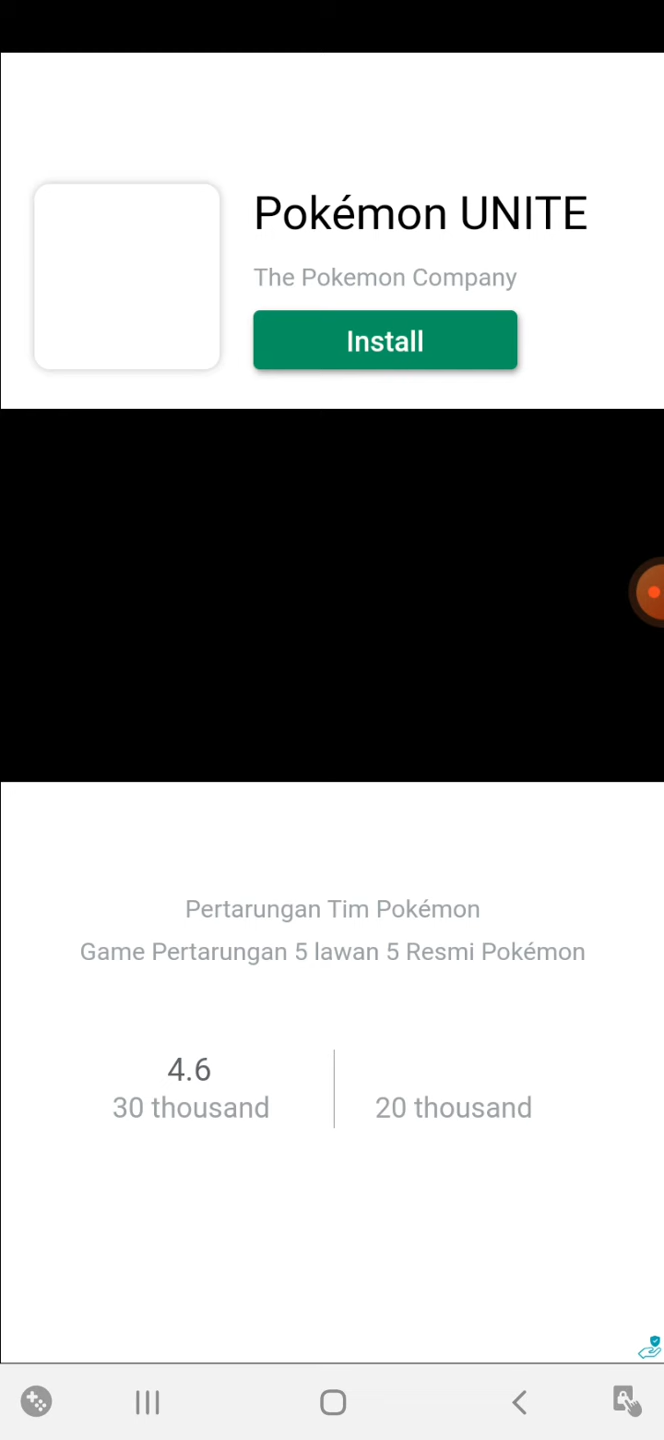 Pokémon UNITE
The Pokemon Company
Install
Pertarungan Tim Pokémon
Game Pertarungan 5 lawan 5 Resmi Pokémon
4.6
30 thousand
20 thousand